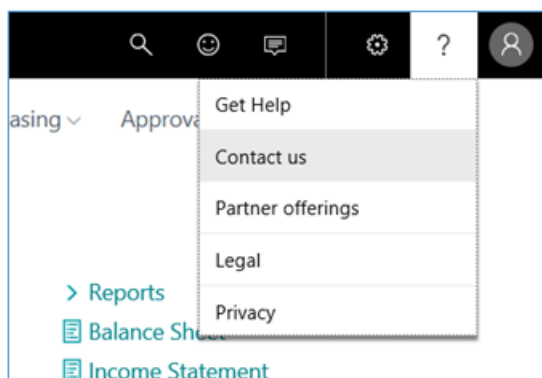 ?
Get Help
asing Approva
Contact us
Partner offerings
Legal
Reports
Privacy
Balance Sheet
Income Statement